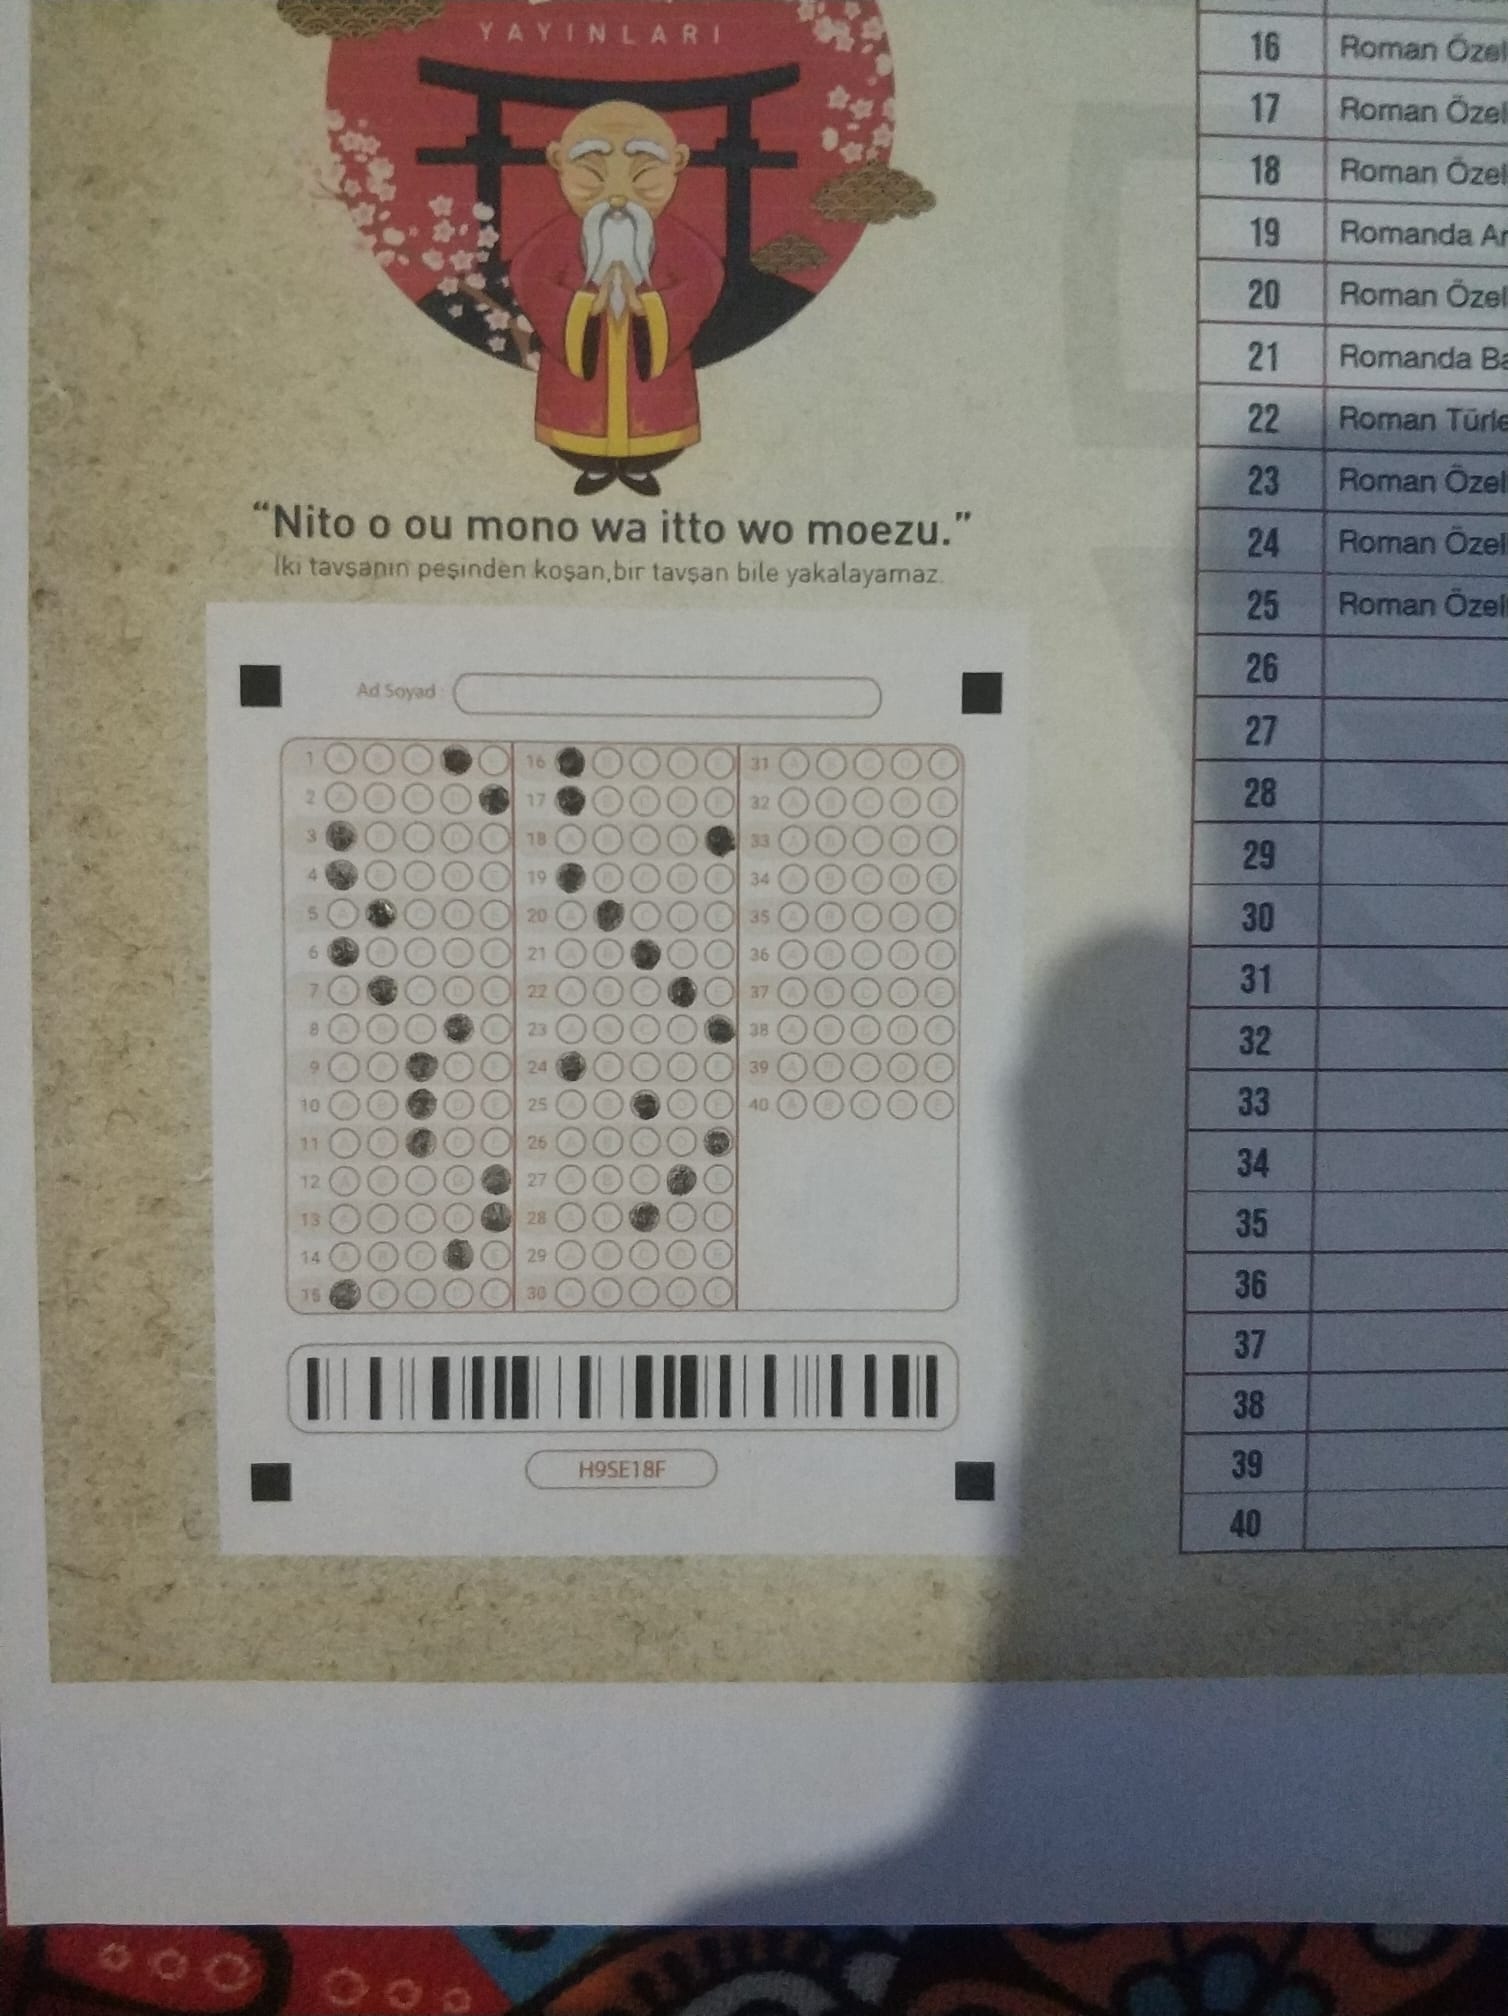 YAYINLARI
"Nito o ou mono wa itto wo moezu."
İki tavşanın peşinden koşan,bir tavşan bile yakalayamaz.
Ad Soyad :
1 A B C E 16 B C D E 31 A B C D E
2 A B C D 17 B C D E 32 A B C D E
3 B C D E 18 A B C D 33 A B C D E
4 B C D E 19 B C D E 34 A B C D E
5 A C D E 20 A C D E 35 A B C D E
6 B C D E 21 A B D E 36 A B C D E
7 A C D E 22 A B C E 37 A B C D E
8 A B C E 23 A B C D 38 A B C D E
9 A B D E 24 B C D E 39 A B C D E
10 A B D E 25 A B D E 40 A B C D E
11 A B D E 26 A B C D
12 A B C D 27 A B C E
13 A B C D 28 A B D E
14 A B C E 29 A B C D E
15 B C D E 30 A B C D E
H9SE18F
16 Roman Özel
17 Roman Özel
18 Roman Özel
19 Romanda
20 Roman Özel
21 Romanda
22 Roman Türle
23 Roman Özel
24 Roman Özel
25 Roman Özel
26
27
28
29
30
31
32
33
34
35
36
37
38
39
40